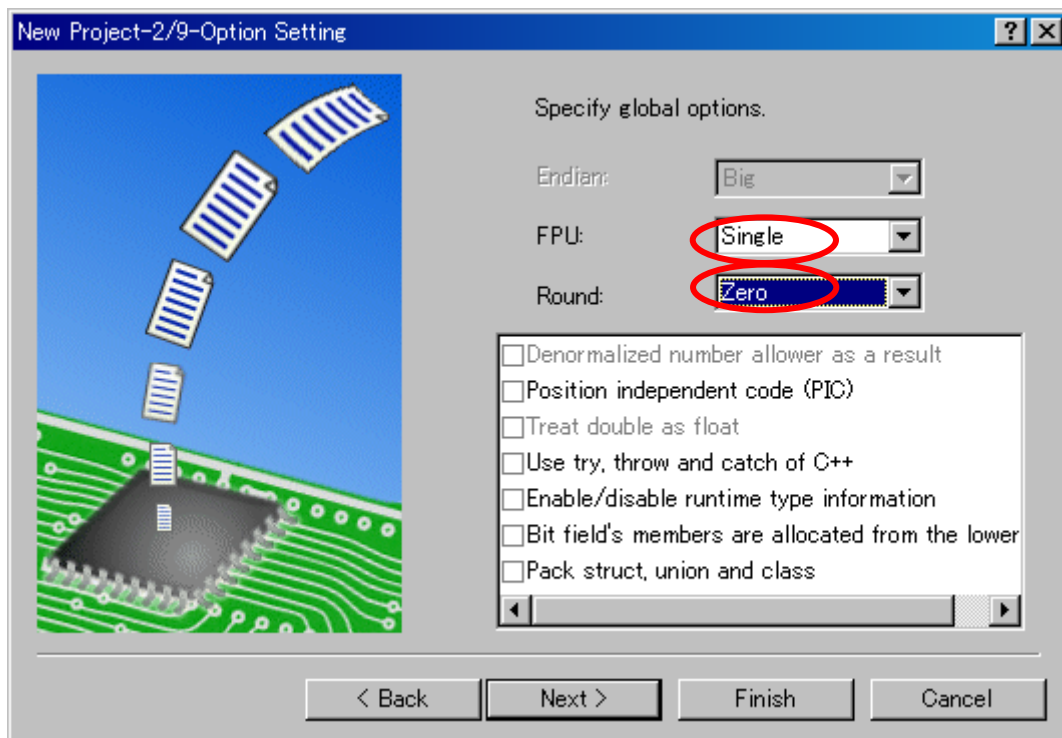 New Project-2/9-Option Setting
Specify global options.
Endian: Big
FPU: Single
Round: Zero
Denormalized number allower as a result
Position independent code (PIC)
Treat double as float
Use try, throw and catch of C++
Enable/disable runtime type information
Bit field's members are allocated from the lower
Pack struct, union and class
< Back Next > Finish Cancel